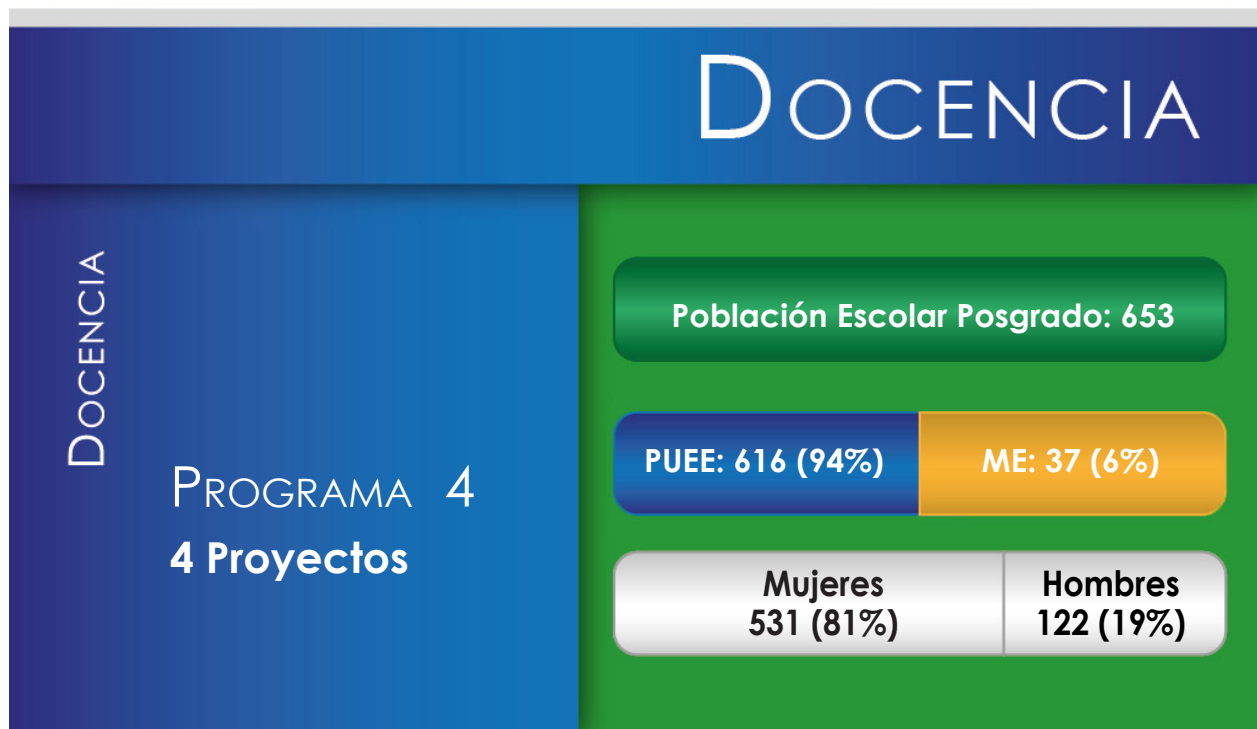 DOCENCIA
DOCENCIA
PROGRAMA 4
4 Proyectos
Población Escolar Posgrado: 653
PUEE: 616 (94%)
ME: 37 (6%)
Mujeres
531 (81%)
Hombres
122 (19%)